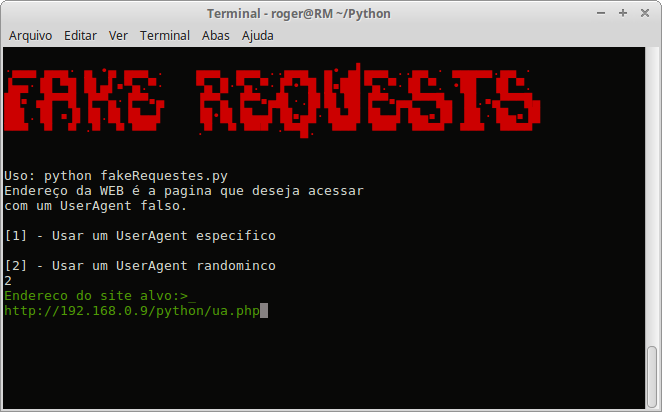 Terminal - roger@RM ~/Python
Arquivo Editar Ver Terminal Abas Ajuda
FAKE REQUESTS
Uso: python fakeRequestes.py
Endereço da WEB é a pagina que deseja acessar
com um UserAgent falso.
[1] - Usar um UserAgent especifico
[2] - Usar um UserAgent randominco
2
Endereco do site alvo:>_
http://192.168.0.9/python/ua.php